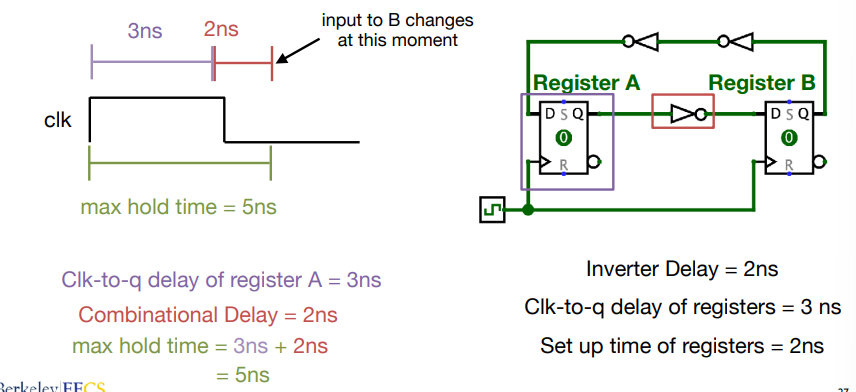 3ns
2ns
input to B changes
at this moment
clk
max hold time = 5ns
Register A
Register B
D S Q
0
R
D S Q
0
R
Clk-to-q delay of register A = 3ns
Combinational Delay = 2ns
max hold time = 3ns + 2ns
= 5ns
Inverter Delay = 2ns
Clk-to-q delay of registers = 3 ns
Set up time of registers = 2ns
Berkeley EECS